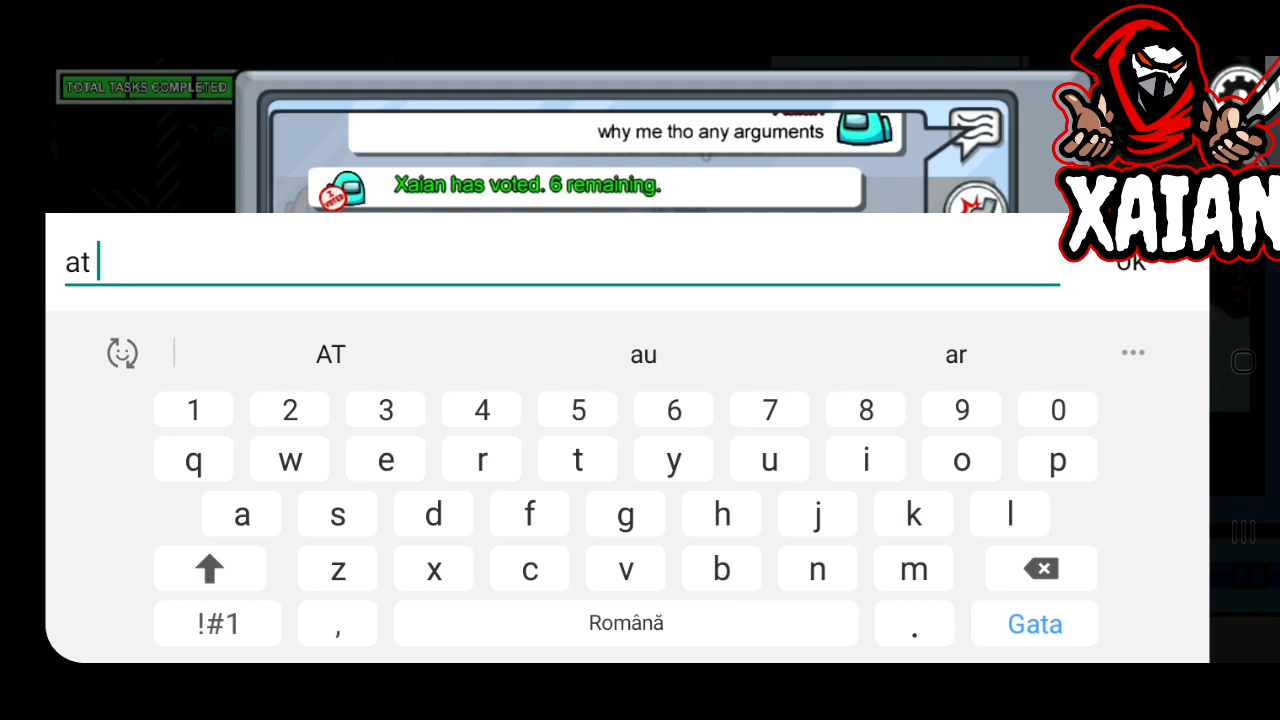 TOTAL TASKS COMPLETED
why me tho any arguments
I VOTED
Xaian has voted. 6 remaining.
XAIAN
at
OK
AT au ar
1 2 3 4 5 6 7 8 9 0
q w e r t y u i o p
a s d f g h j k l
z x c v b n m
!#1 , Română . Gata